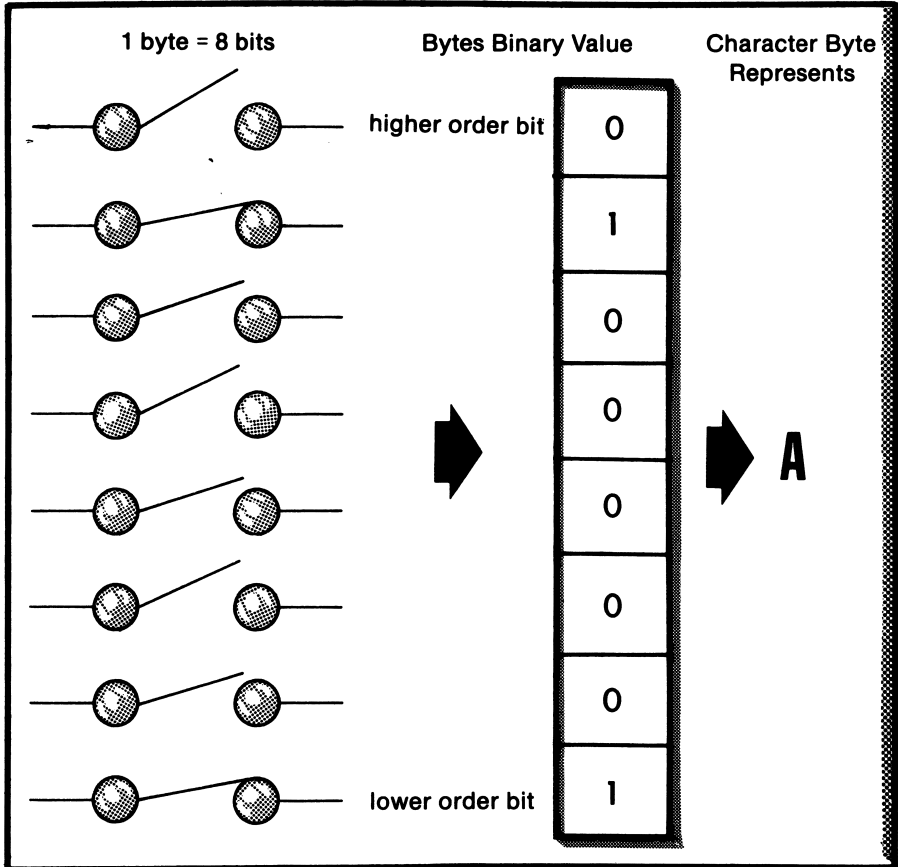 1 byte = 8 bits
Bytes Binary Value
Character Byte
Represents
higher order bit
0
1
0
0
0
0
0
lower order bit
1
A